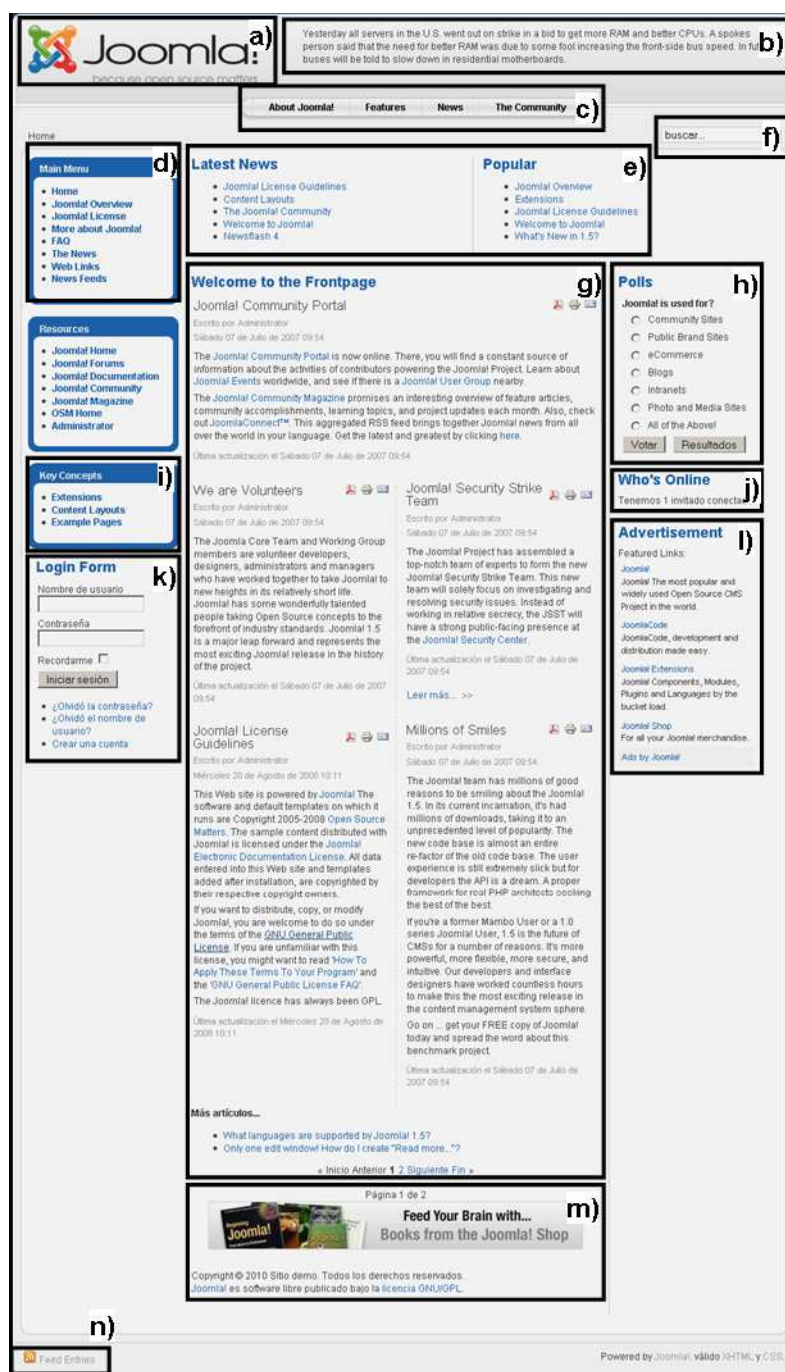 a)
Joomla!
because open source matters
Yesterday all servers in the U.S. went out on strike in a bid to get more RAM and better CPUs. A spokes
person said that the need for better RAM was due to some fool increasing the front-side bus speed. In
buses will be told to slow down in residential motherboards.
b)
About Joomla! Features News The Community
c)
Home
buscar...
f)
Main Menu
d)
Home
Joomla! Overview
Joomla! License
More about Joomla!
FAQ
The News
Web Links
News Feeds
Latest News
Joomla! License Guidelines
Content Layouts
The Joomla! Community
Welcome to Joomla!
Newsflash 4
Popular
e)
Joomla! Overview
Extensions
Joomla! License Guidelines
Welcome to Joomla!
What's New in 1.5?
Resources
Joomla! Home
Joomla! Forums
Joomla! Documentation
Joomla! Community
Joomla! Magazine
OSM Home
Administrator
Key Concepts
i)
Extensions
Content Layouts
Example Pages
Login Form
k)
Nombre de usuario
Contraseña
Recordarme
Iniciar sesión
¿Olvidó la contraseña?
¿Olvidó el nombre de
usuario?
Crear una cuenta
Welcome to the Frontpage
g)
Joomla! Community Portal
Escrito por Administrator
Sábado 07 de Julio de 2007 09:54
The Joomla! Community Portal is now online. There, you will find a constant source of
information about the activities of contributors powering the Joomla! Project. Learn about
Joomla! Events worldwide, and see if there is a Joomla! User Group nearby.
The Joomla! Community Magazine promises an interesting overview of feature articles,
community accomplishments, learning topics, and project updates each month. Also, check
out JoomlaConnect™. This aggregated RSS feed brings together Joomla! news from all
over the world in your language. Get the latest and greatest by clicking here.
Última actualización el Sábado 07 de Julio de 2007 09:54
We are Volunteers
Escrito por Administrator
Sábado 07 de Julio de 2007 09:54
The Joomla Core Team and Working Group
members are volunteer developers,
designers, administrators and managers
who have worked together to take Joomla! to
new heights in its relatively short life.
Joomla! has some wonderfully talented
people taking Open Source concepts to the
forefront of industry standards. Joomla! 1.5
is a major leap forward and represents the
most exciting Joomla! release in the history
of the project.
Última actualización el Sábado 07 de Julio de 2007
09:54
Joomla! Security Strike
Team
Escrito por Administrator
Sábado 07 de Julio de 2007 09:54
The Joomla! Project has assembled a
top-notch team of experts to form the new
Joomla! Security Strike Team. This new
team will solely focus on investigating and
resolving security issues. Instead of
working in relative secrecy, the JSST will
have a strong public-facing presence at
the Joomla! Security Center.
Última actualización el Sábado 07 de Julio de
2007 09:54
Leer más... >>
Joomla! License
Guidelines
Escrito por Administrator
Miércoles 20 de Agosto de 2008 10:11
This Web site is powered by Joomla! The
software and default templates on which it
runs are Copyright 2005-2008 Open Source
Matters. The sample content distributed with
Joomla! is licensed under the Joomla!
Electronic Documentation License. All data
entered into this Web site and templates
added after installation, are copyrighted by
their respective copyright owners.
If you want to distribute, copy, or modify
Joomla!, you are welcome to do so under
the terms of the GNU General Public
License. If you are unfamiliar with this
license, you might want to read 'How To
Apply These Terms To Your Program' and
the 'GNU General Public License FAQ'.
The Joomla! licence has always been GPL.
Última actualización el Miércoles 20 de Agosto de
2008 10:11
Millions of Smiles
Escrito por Administrator
Sábado 07 de Julio de 2007 09:54
The Joomla! team has millions of good
reasons to be smiling about the Joomla!
1.5. In its current incarnation, it's had
millions of downloads, taking it to an
unprecedented level of popularity. The
new code base is almost an entire
re-factor of the old code base. The user
experience is still extremely slick but for
developers the API is a dream. A proper
framework for real PHP architects seeking
the best of the best.
If you're a former Mambo User or a 1.0
series Joomla! User, 1.5 is the future of
CMSs for a number of reasons. It's more
powerful, more flexible, more secure, and
intuitive. Our developers and interface
designers have worked countless hours
to make this the most exciting release in
the content management system sphere.
Go on ... get your FREE copy of Joomla!
today and spread the word about this
benchmark project.
Última actualización el Sábado 07 de Julio de
2007 09:54
Más artículos...
What languages are supported by Joomla! 1.5?
Only one edit window! How do I create "Read more..."?
« Inicio Anterior 1 2 Siguiente Fin »
Polls
h)
Joomla! is used for?
Community Sites
Public Brand Sites
eCommerce
Blogs
Intranets
Photo and Media Sites
All of the Above!
Votar Resultados
Who's Online
j)
Tenemos 1 invitado
Advertisement
l)
Featured Links:
Joomla!
Joomla! The most popular and
widely used Open Source CMS
Project in the world.
JoomlaCode
JoomlaCode, development and
distribution made easy.
Joomla! Extensions
Joomla! Components, Modules,
Plugins and Languages by the
bucket load.
Joomla! Shop
For all your Joomla! merchandise.
Ads by Joomla!
Página 1 de 2
m)
Beginning
Joomla!
Feed Your Brain with...
Books from the Joomla! Shop
Copyright © 2010 Sitio demo. Todos los derechos reservados.
Joomla! es software libre publicado bajo la licencia GNU/GPL.
n)
Feed Entries
Powered by Joomla!. válido XHTML y CSS.